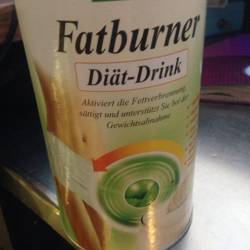 Fatburner
Diät-Drink
Aktiviert die Fettverbrennung,
sättigt und unterstützt Sie bei der
Gewichtsabnahme